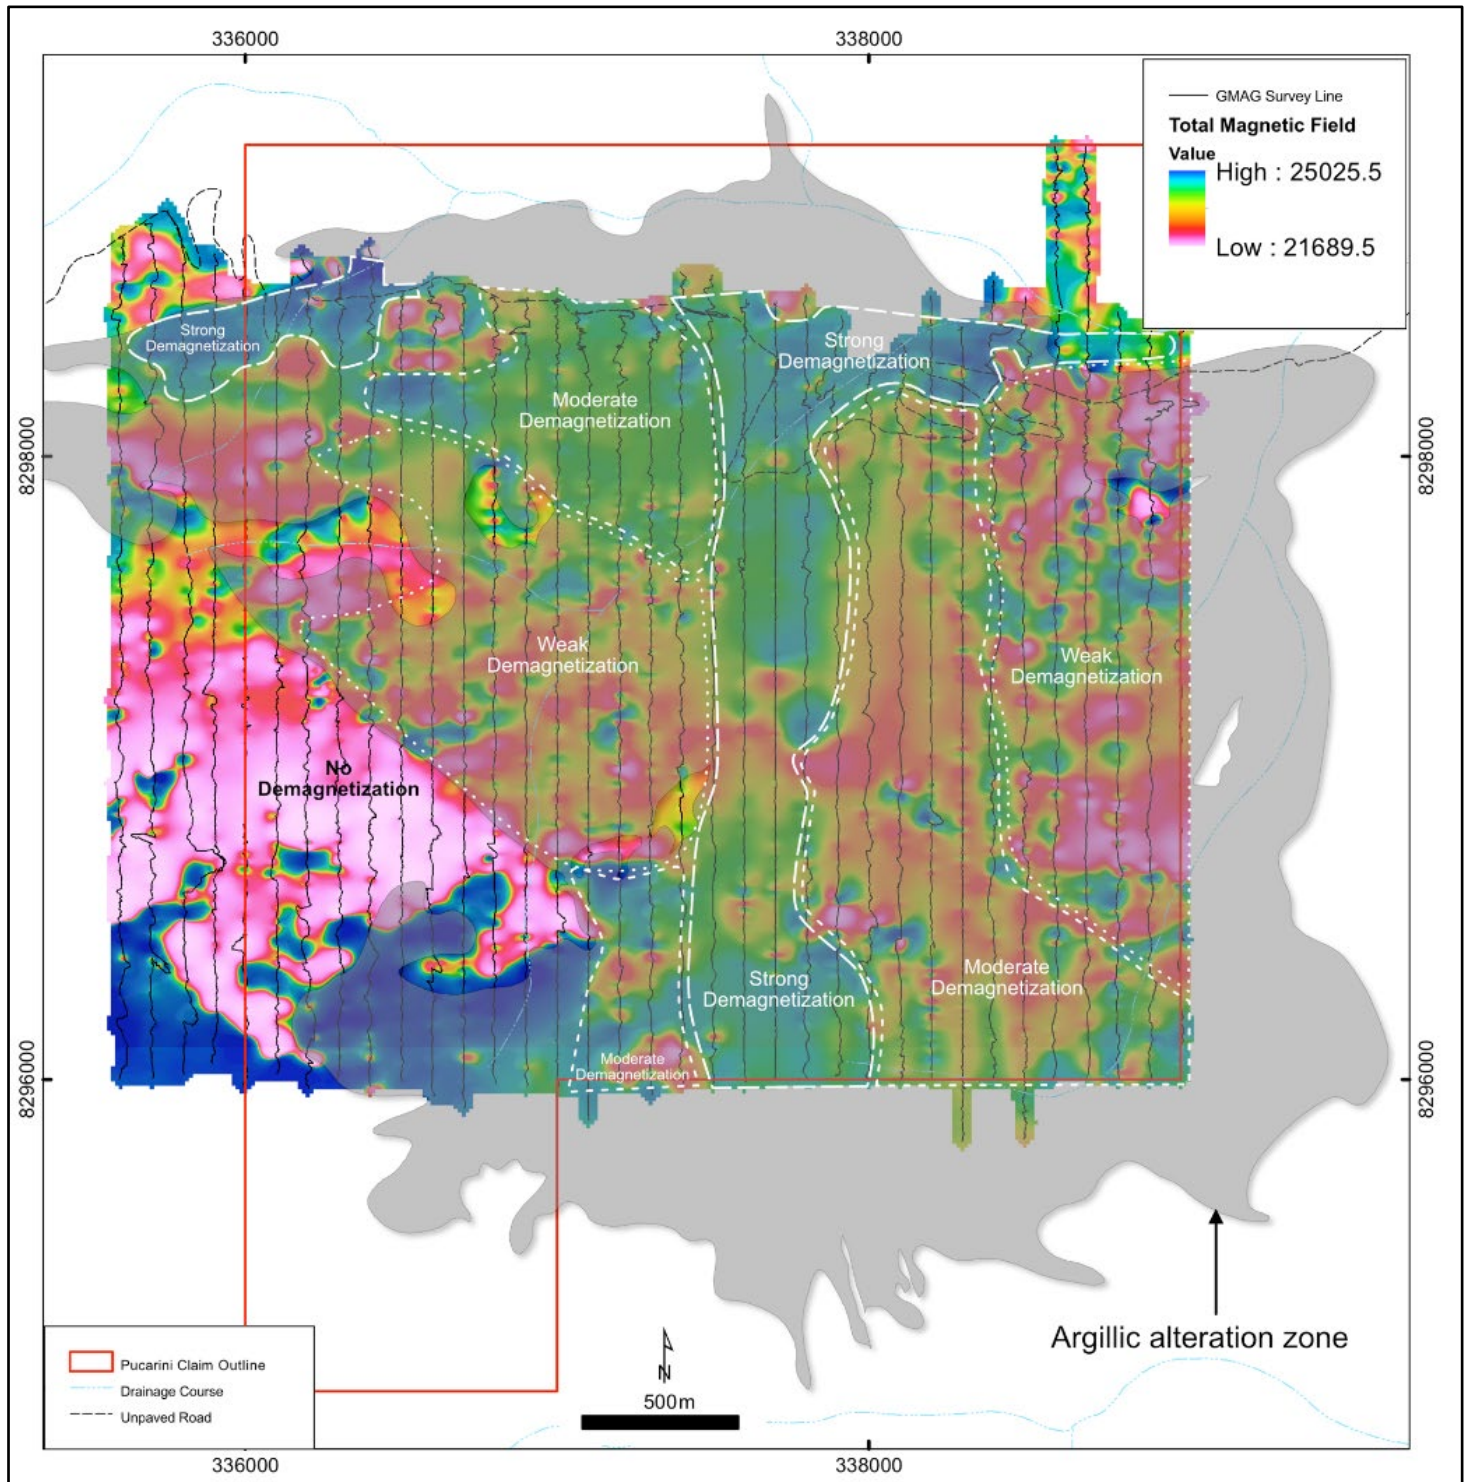 336000
338000
GMAG Survey Line
Total Magnetic Field
Value
High : 25025.5
Low : 21689.5
Strong
Demagnetization
Strong
Demagnetization
Moderate
Demagnetization
8298000
8298000
Weak
Demagnetization
Weak
Demagnetization
No
Demagnetization
Strong
Demagnetization
Moderate
Demagnetization
Moderate
Demagnetization
8296000
8296000
Argillic alteration zone
Pucarini Claim Outline
Drainage Course
Unpaved Road
N
500m
336000
338000